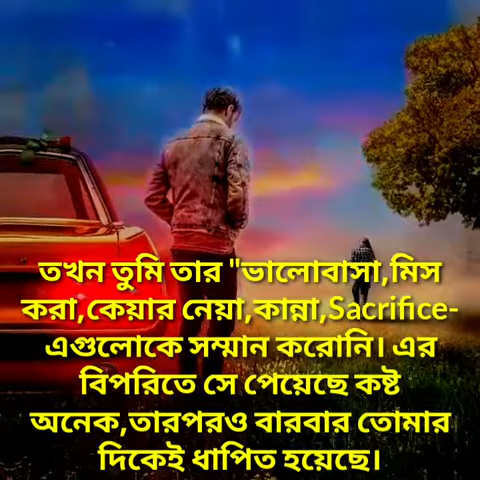 তখন তুমি তার "ভালোবাসা,মিস
করা,কেয়ার নেয়া,কান্না,Sacrifice-
এগুলোকে সম্মান করোনি। এর
বিপরিতে সে পেয়েছে কষ্ট
অনেক,তারপরও বারবার তোমার
দিকেই ধাপিত হয়েছে।